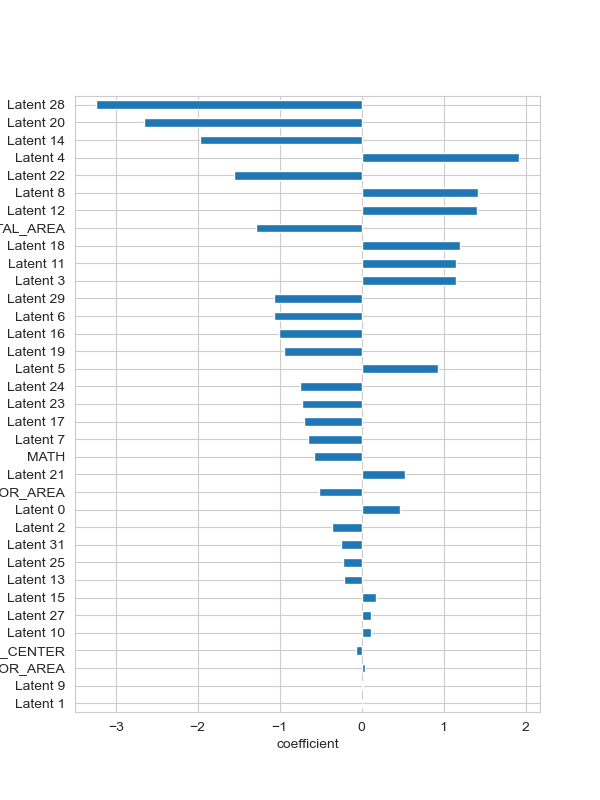 Latent 28
Latent 20
Latent 14
Latent 4
Latent 22
Latent 8
Latent 12
TAL_AREA
Latent 18
Latent 11
Latent 3
Latent 29
Latent 6
Latent 16
Latent 19
Latent 5
Latent 24
Latent 23
Latent 17
Latent 7
MATH
Latent 21
OR_AREA
Latent 0
Latent 2
Latent 31
Latent 25
Latent 13
Latent 15
Latent 27
Latent 10
_CENTER
OR_AREA
Latent 9
Latent 1
−3 −2 −1 0 1 2
coefficient